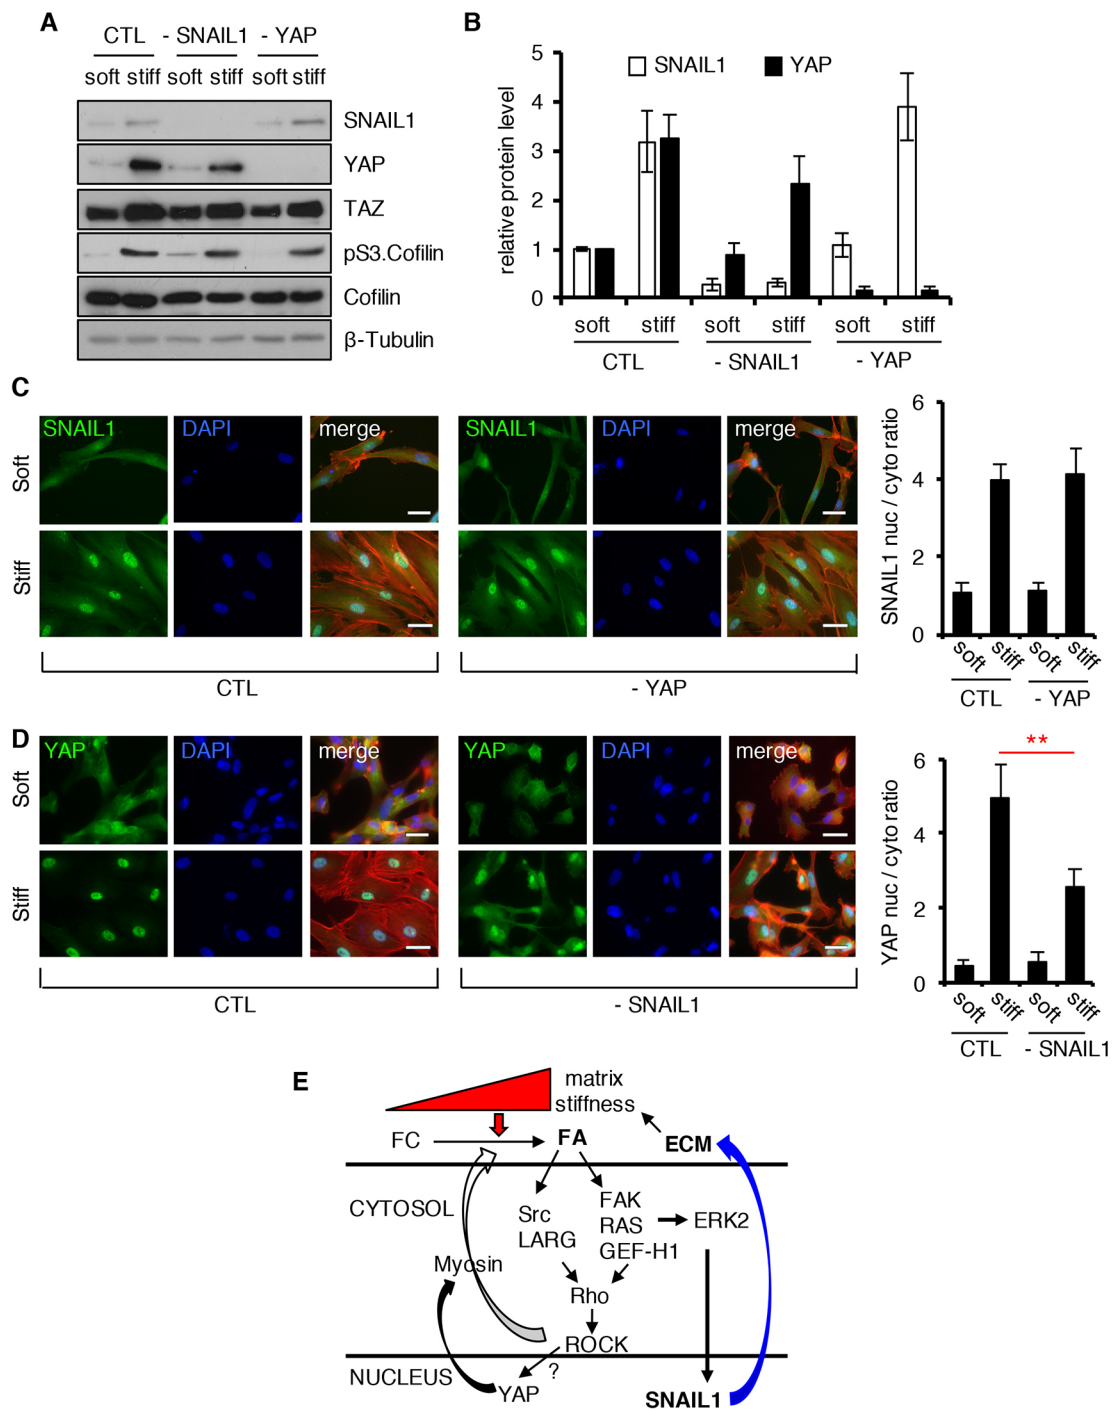 A
CTL - SNAIL1 - YAP
soft stiff soft stiff soft stiff
SNAIL1
YAP
TAZ
pS3.Cofilin
Cofilin
β-Tubulin
B
relative protein level
5
4
3
2
1
0
SNAIL1 YAP
soft stiff soft stiff soft stiff
CTL - SNAIL1 - YAP
C
Soft
Stiff
SNAIL1 DAPI merge
SNAIL1 DAPI merge
CTL
- YAP
SNAIL1 nuc / cyto ratio
6
4
2
0
soft stiff soft stiff
CTL - YAP
D
Soft
Stiff
YAP DAPI merge
YAP DAPI merge
CTL
- SNAIL1
YAP nuc / cyto ratio
6
4
2
0
**
soft stiff soft stiff
CTL - SNAIL1
E
matrix
stiffness
FC
FA
ECM
CYTOSOL
Src
LARG
FAK
RAS
GEF-H1
ERK2
Myosin
Rho
ROCK
?
NUCLEUS
YAP
SNAIL1